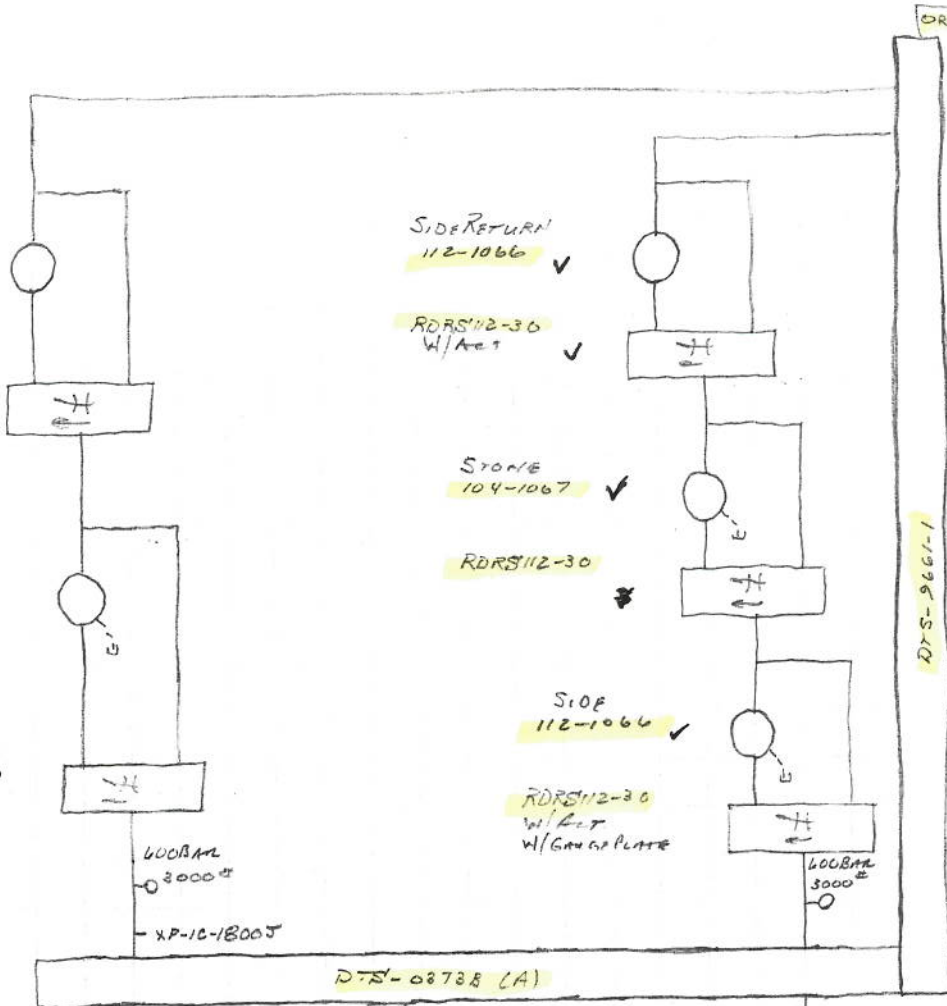 OR
SIDE RETURN
112-1066
RDRS112-30
W/ACT
STONE
104-1067
RDRS112-30
SIDE
112-1066
RDRS112-30
W/ACT
W/GAUGE PLATE
600BAR
3000#
XP-1C-1800J
600BAR
3000#
DTS-0373B (A)
DTS-9661-1